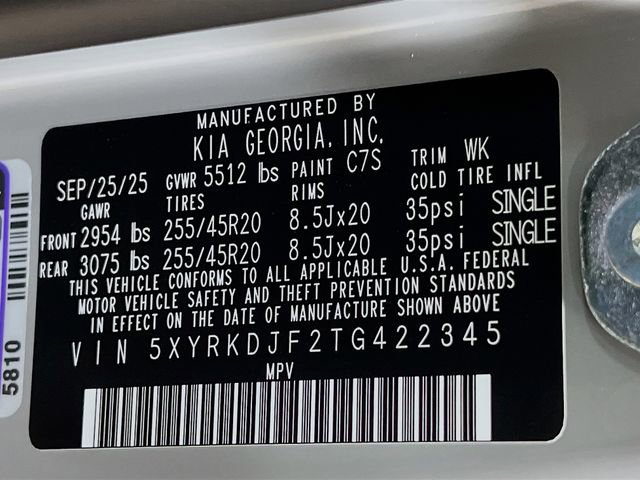 MANUFACTURED BY
KIA GEORGIA, INC.
SEP/25/25 GVWR 5512 lbs PAINT C7S TRIM WK
GAWR TIRES RIMS COLD TIRE INFL
FRONT 2954 lbs 255/45R20 8.5Jx20 35psi SINGLE
REAR 3075 lbs 255/45R20 8.5Jx20 35psi SINGLE
THIS VEHICLE CONFORMS TO ALL APPLICABLE U.S.A. FEDERAL
MOTOR VEHICLE SAFETY AND THEFT PREVENTION STANDARDS
IN EFFECT ON THE DATE OF MANUFACTURE SHOWN ABOVE
VIN 5XYRKDJF2TG422345
MPV
5810